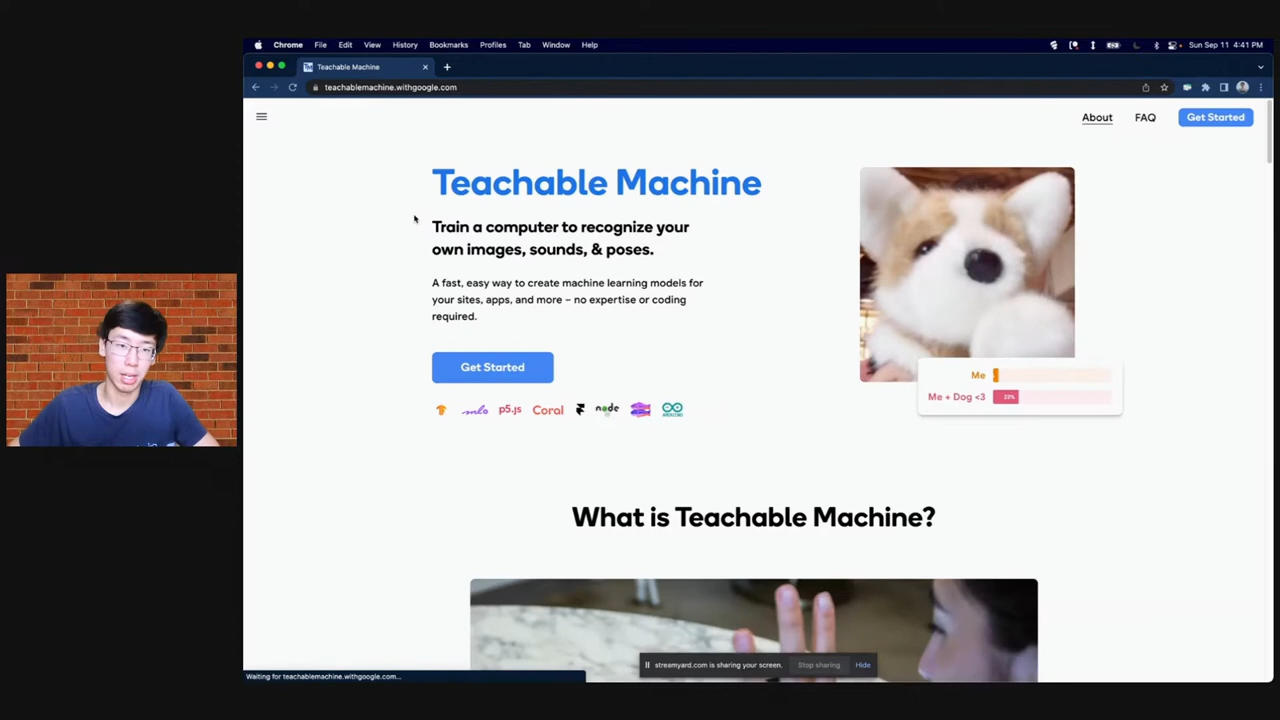 Chrome File Edit View History Bookmarks Profiles Tab Window Help
Sun Sep 11 4:41 PM
Teachable Machine
teachablemachine.withgoogle.com
About FAQ Get Started
Teachable Machine
Train a computer to recognize your
own images, sounds, & poses.
A fast, easy way to create machine learning models for
your sites, apps, and more – no expertise or coding
required.
Get Started
p5.js Coral node ARDUINO
Me
Me + Dog <3 23%
What is Teachable Machine?
streamyard.com is sharing your screen. Stop sharing Hide
Waiting for teachablemachine.withgoogle.com...